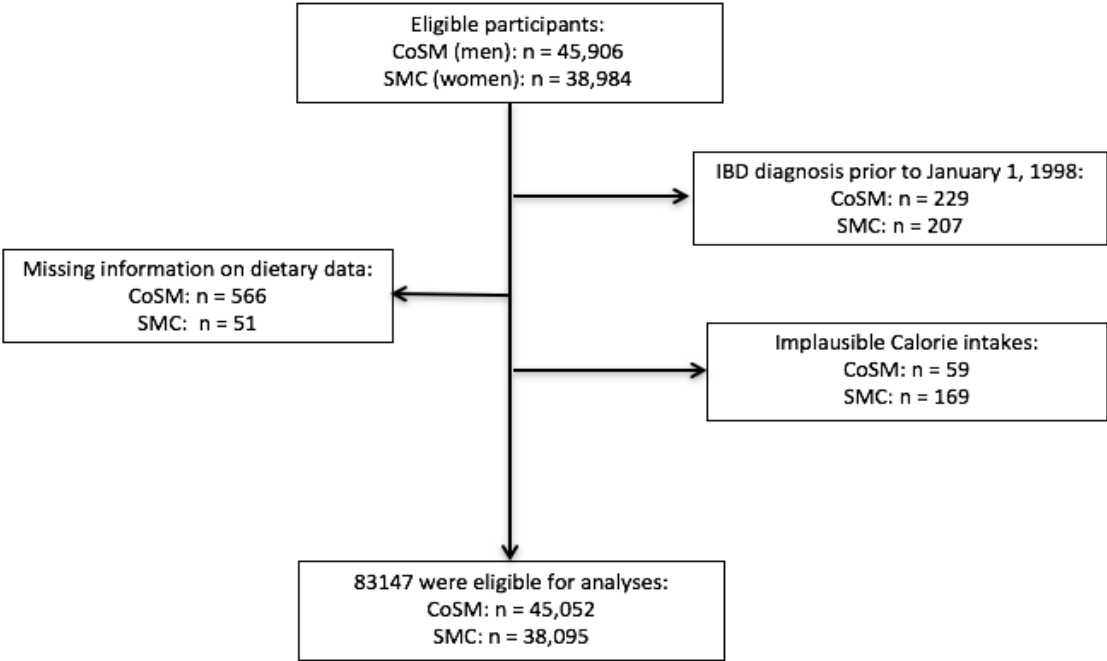 Eligible participants:
CoSM (men): n = 45,906
SMC (women): n = 38,984
IBD diagnosis prior to January 1, 1998:
CoSM: n = 229
SMC: n = 207
Missing information on dietary data:
CoSM: n = 566
SMC: n = 51
Implausible Calorie intakes:
CoSM: n = 59
SMC: n = 169
83147 were eligible for analyses:
CoSM: n = 45,052
SMC: n = 38,095